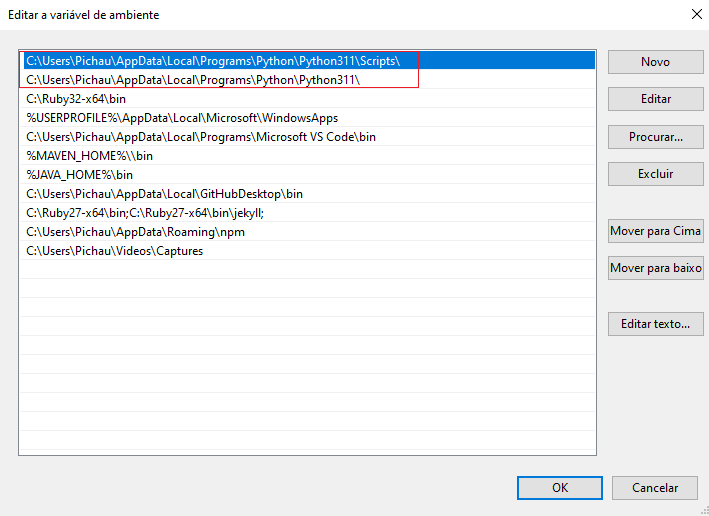 Editar a variável de ambiente
C:\Users\Pichau\AppData\Local\Programs\Python\Python311\Scripts\
C:\Users\Pichau\AppData\Local\Programs\Python\Python311\
C:\Ruby32-x64\bin
%USERPROFILE%\AppData\Local\Microsoft\WindowsApps
C:\Users\Pichau\AppData\Local\Programs\Microsoft VS Code\bin
%MAVEN_HOME%\\bin
%JAVA_HOME%\bin
C:\Users\Pichau\AppData\Local\GitHubDesktop\bin
C:\Ruby27-x64\bin;C:\Ruby27-x64\bin\jekyll;
C:\Users\Pichau\AppData\Roaming\npm
C:\Users\Pichau\Videos\Captures
Novo
Editar
Procurar...
Excluir
Mover para Cima
Mover para baixo
Editar texto...
OK
Cancelar